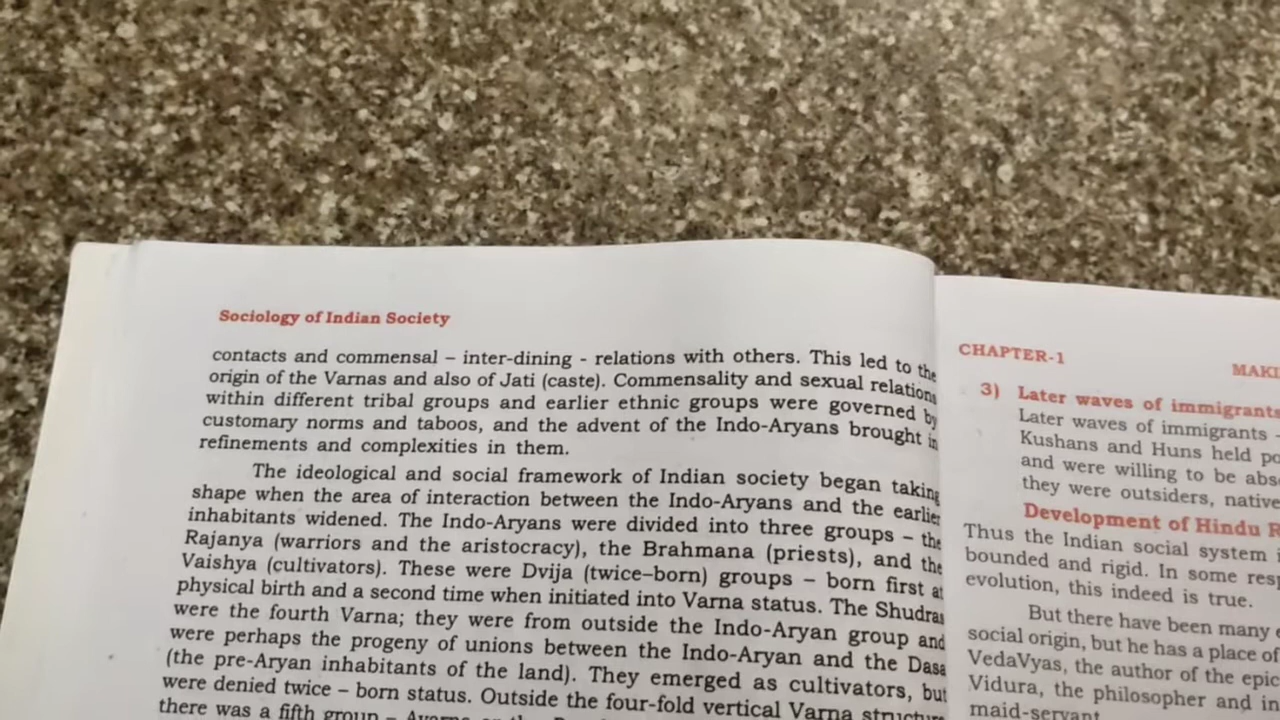 Sociology of Indian Society
contacts and commensal – inter-dining - relations with others. This led to the
origin of the Varnas and also of Jati (caste). Commensality and sexual relations
within different tribal groups and earlier ethnic groups were governed by
customary norms and taboos, and the advent of the Indo-Aryans brought in
refinements and complexities in them.
The ideological and social framework of Indian society began taking
shape when the area of interaction between the Indo-Aryans and the earlier
inhabitants widened. The Indo-Aryans were divided into three groups – the
Rajanya (warriors and the aristocracy), the Brahmana (priests), and the
Vaishya (cultivators). These were Dvija (twice–born) groups – born first at
physical birth and a second time when initiated into Varna status. The Shudras
were the fourth Varna; they were from outside the Indo-Aryan group and
were perhaps the progeny of unions between the Indo-Aryan and the Dasa
(the pre-Aryan inhabitants of the land). They emerged as cultivators, but
were denied twice – born status. Outside the four-fold vertical Varna structure
there was a fifth group –
CHAPTER-1
MAKI
3) Later waves of immigrants
Later waves of immigrants -
Kushans and Huns held po
and were willing to be abs
they were outsiders, native
Development of Hindu R
Thus the Indian social system i
bounded and rigid. In some resp
evolution, this indeed is true.
But there have been many
social origin, but he has a place of
VedaVyas, the author of the epic
Vidura, the philosopher and in
maid-servant